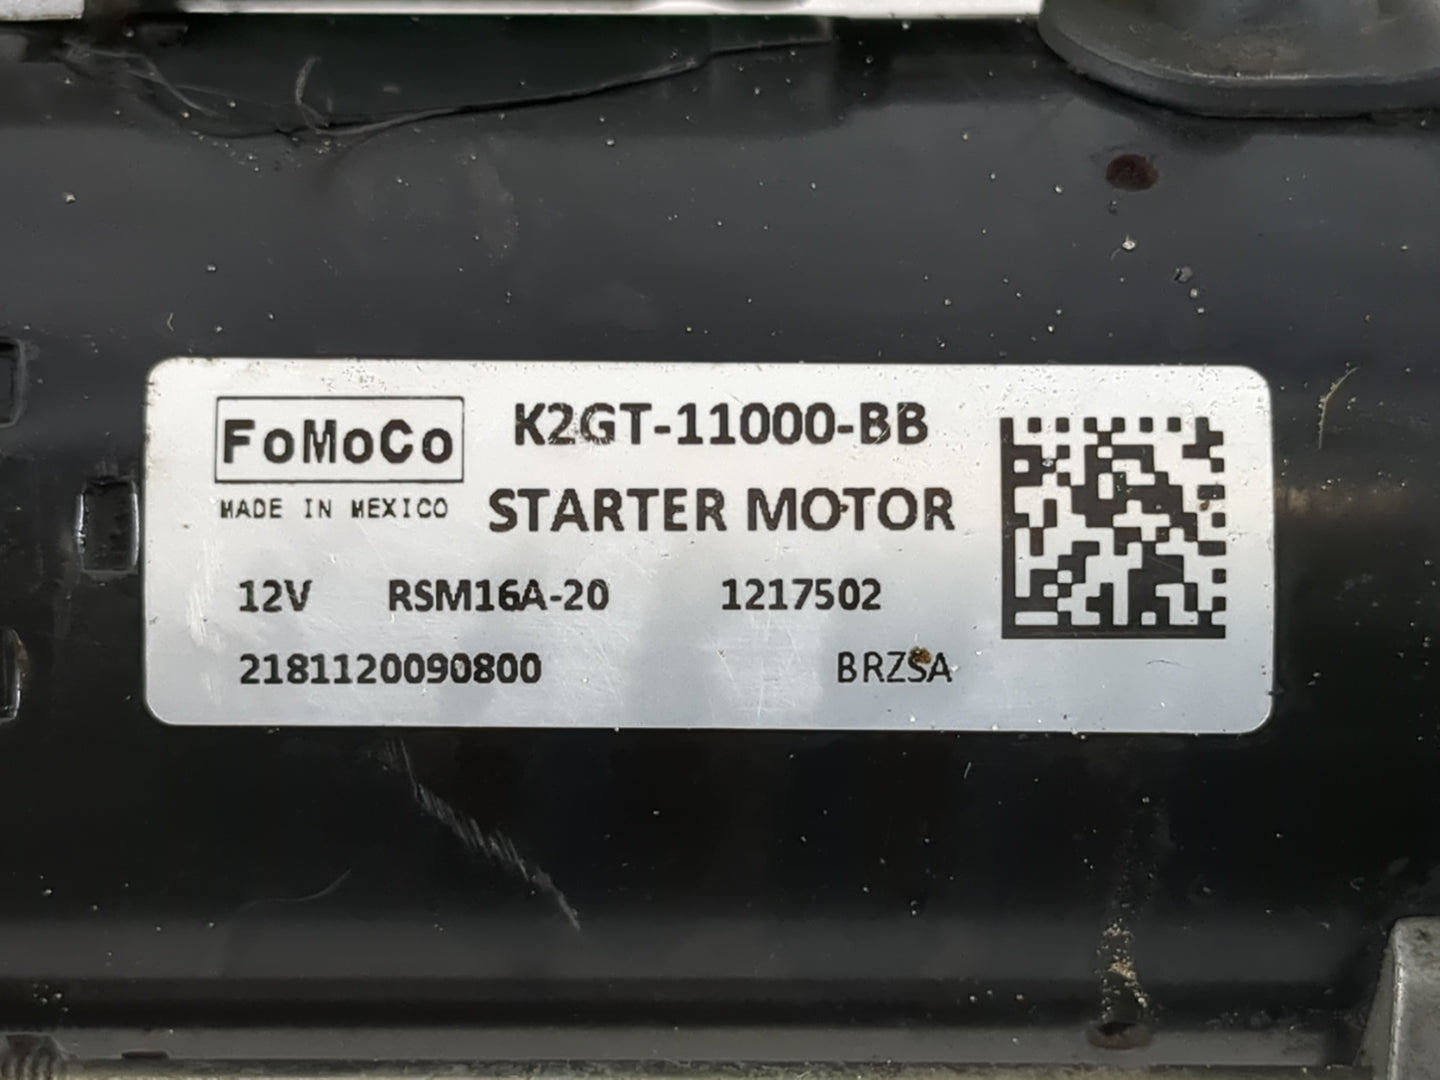 FoMoCo
MADE IN MEXICO
K2GT-11000-BB
STARTER MOTOR
12V RSM16A-20 1217502
2181120090800 BRZSA